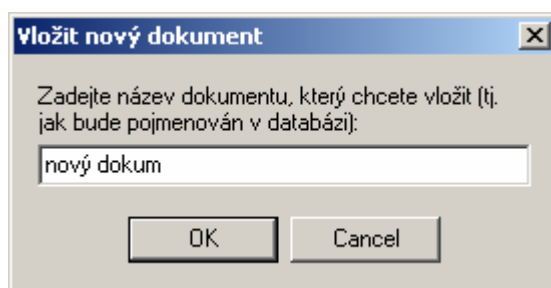 Vložit nový dokument
Zadejte název dokumentu, který chcete vložit (tj.
jak bude pojmenován v databázi):
nový dokum
OK Cancel